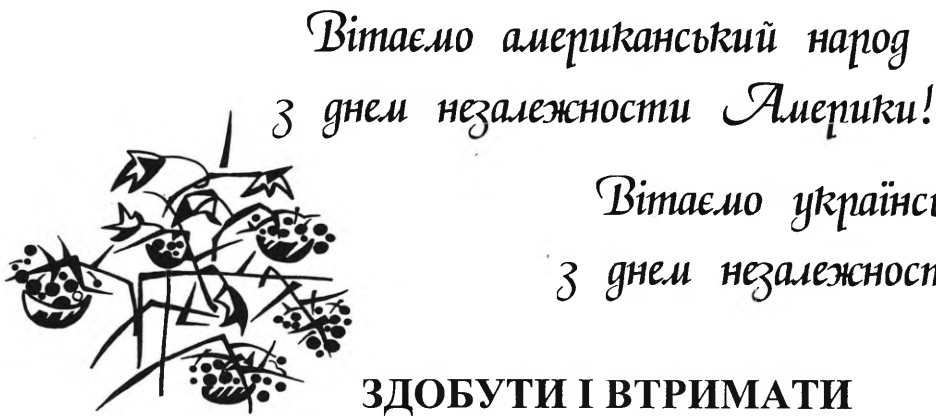 Вітаємо американський народ
з днем незалежности Америки!
Вітаємо
з днем
ЗДОБУТИ І ВТРИМАТИ